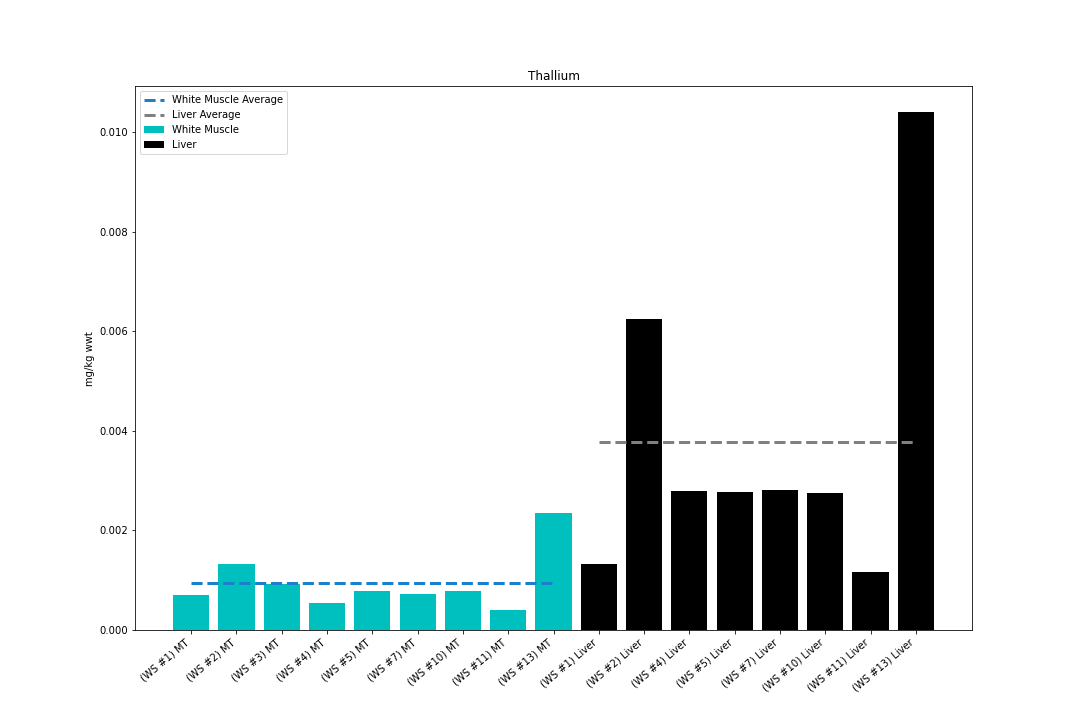 Thallium
White Muscle Average
Liver Average
White Muscle
Liver
mg/kg wwt
0.010
0.008
0.006
0.004
0.002
0.000
(WS #1) MT
(WS #2) MT
(WS #3) MT
(WS #4) MT
(WS #5) MT
(WS #7) MT
(WS #10) MT
(WS #11) MT
(WS #13) MT
(WS #1) Liver
(WS #2) Liver
(WS #4) Liver
(WS #5) Liver
(WS #7) Liver
(WS #10) Liver
(WS #11) Liver
(WS #13) Liver